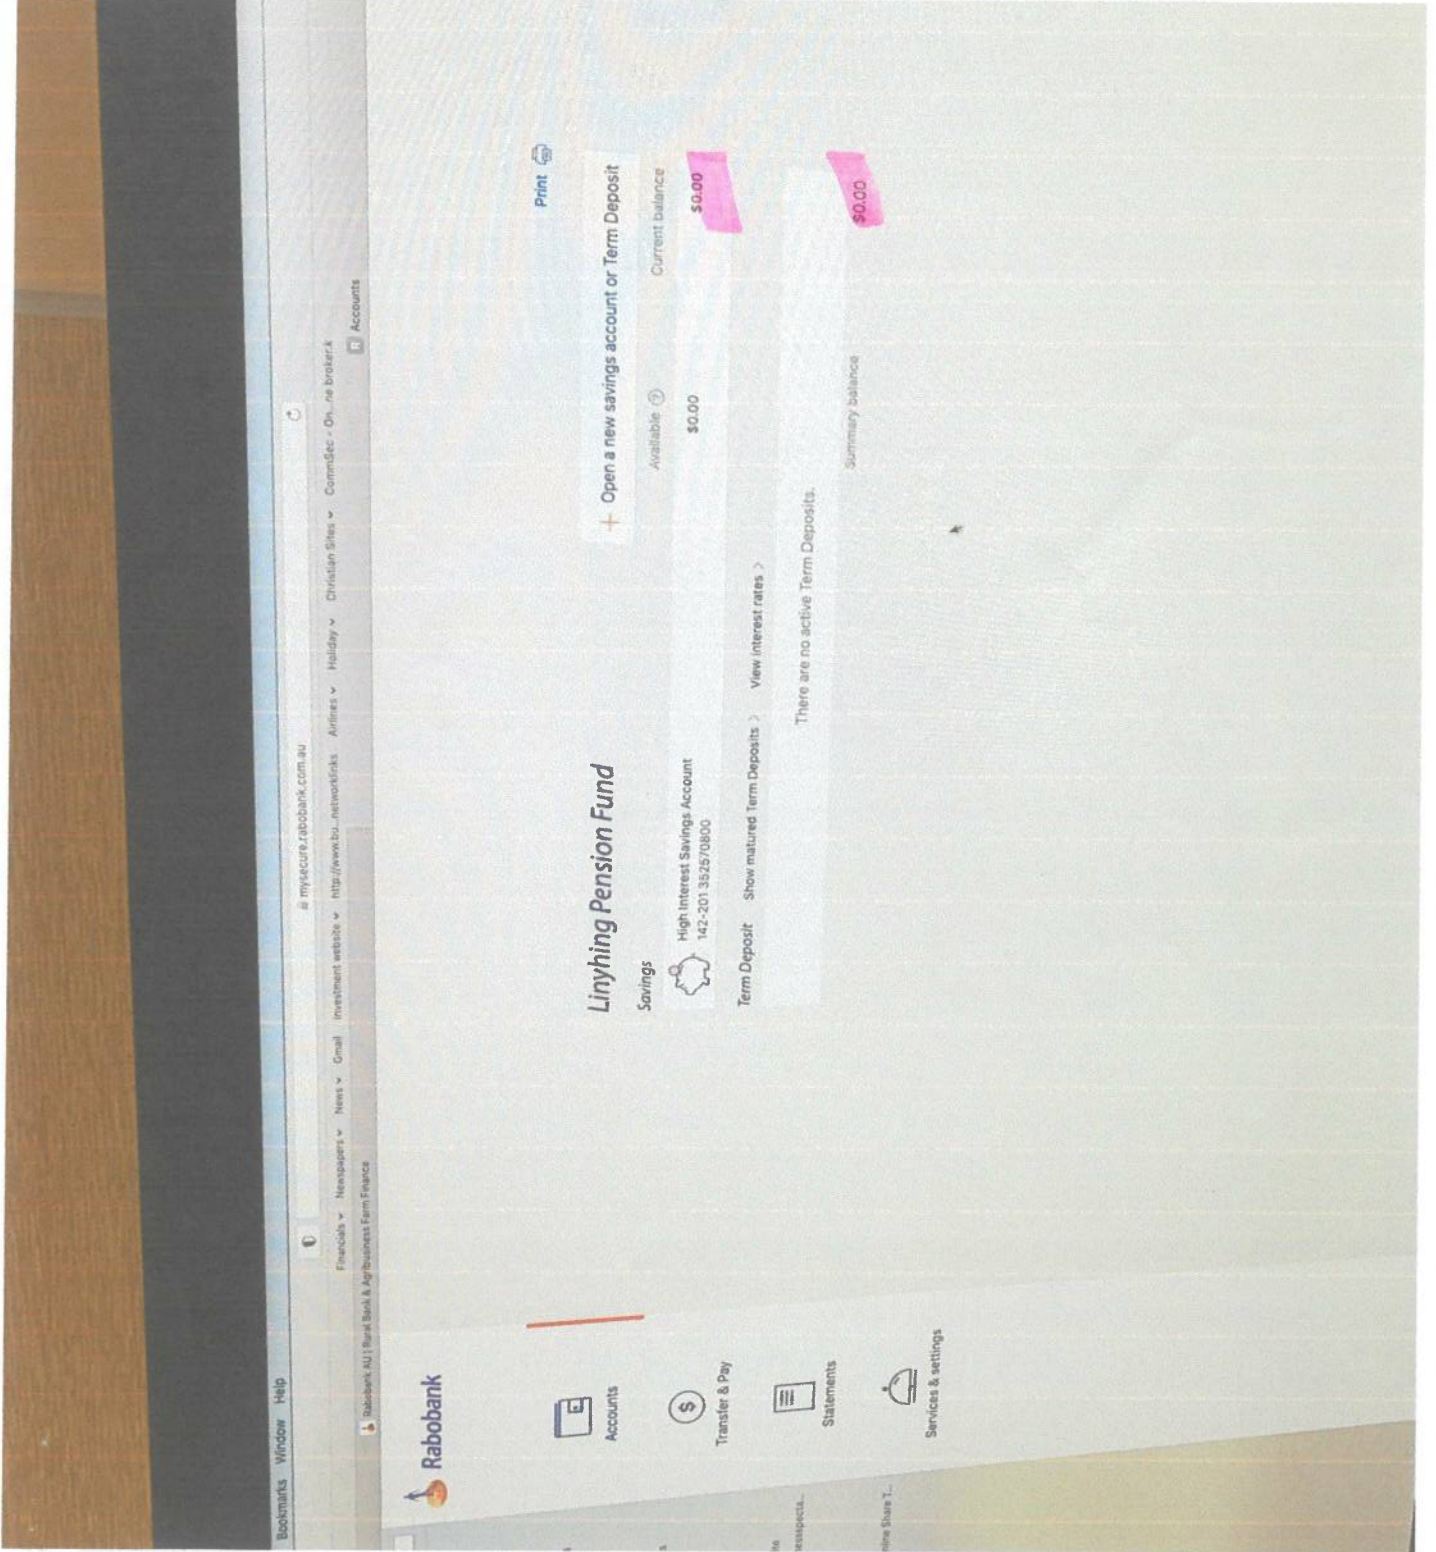 Bookmarks Window Help
mysecure.rabobank.com.au
Financials Newspapers News Gmail Investment website http://www.bu...networklinks Airlines Holiday Christian Sites CommSec - On...ne broker.k
Rabobank AU | Rural Bank & Agribusiness Farm Finance
R Accounts
Rabobank
Print
Accounts
Transfer & Pay
Statements
Services & settings
Linyhing Pension Fund
+ Open a new savings account or Term Deposit
Savings
Available ?
Current balance
High Interest Savings Account
142-201 352570800
$0.00
$0.00
Term Deposit Show matured Term Deposits > View interest rates >
There are no active Term Deposits.
Summary balance
$0.00
nline Share T...